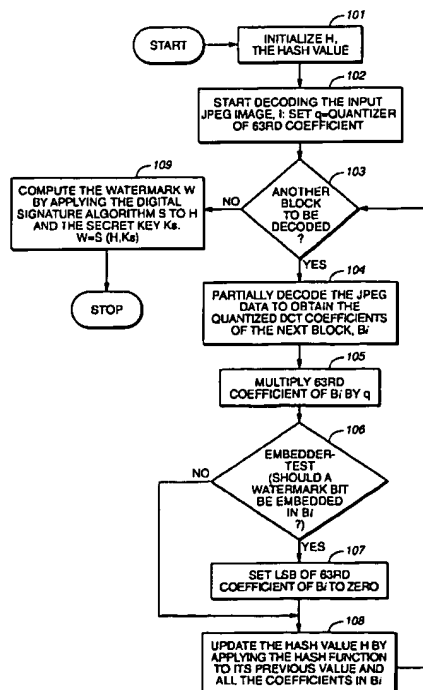 101
START
INITIALIZE H,
THE HASH VALUE
102
START DECODING THE INPUT
JPEG IMAGE, I: SET q=QUANTIZER
OF 63RD COEFFICIENT
109
COMPUTE THE WATERMARK W
BY APPLYING THE DIGITAL
SIGNATURE ALGORITHM S TO H
AND THE SECRET KEY Ks.
W=S (H,Ks)
NO
103
ANOTHER
BLOCK
TO BE
DECODED
?
YES
STOP
104
PARTIALLY DECODE THE JPEG
DATA TO OBTAIN THE
QUANTIZED DCT COEFFICIENTS
OF THE NEXT BLOCK, Bi
105
MULTIPLY 63RD
COEFFICIENT OF Bi BY q
106
NO
EMBEDDER-
TEST
(SHOULD A
WATERMARK BIT
BE EMBEDDED
IN Bi
?)
YES
107
SET LSB OF 63RD
COEFFICIENT OF Bi TO ZERO
108
UPDATE THE HASH VALUE H BY
APPLYING THE HASH FUNCTION
TO ITS PREVIOUS VALUE AND
ALL THE COEFFICIENTS IN Bi